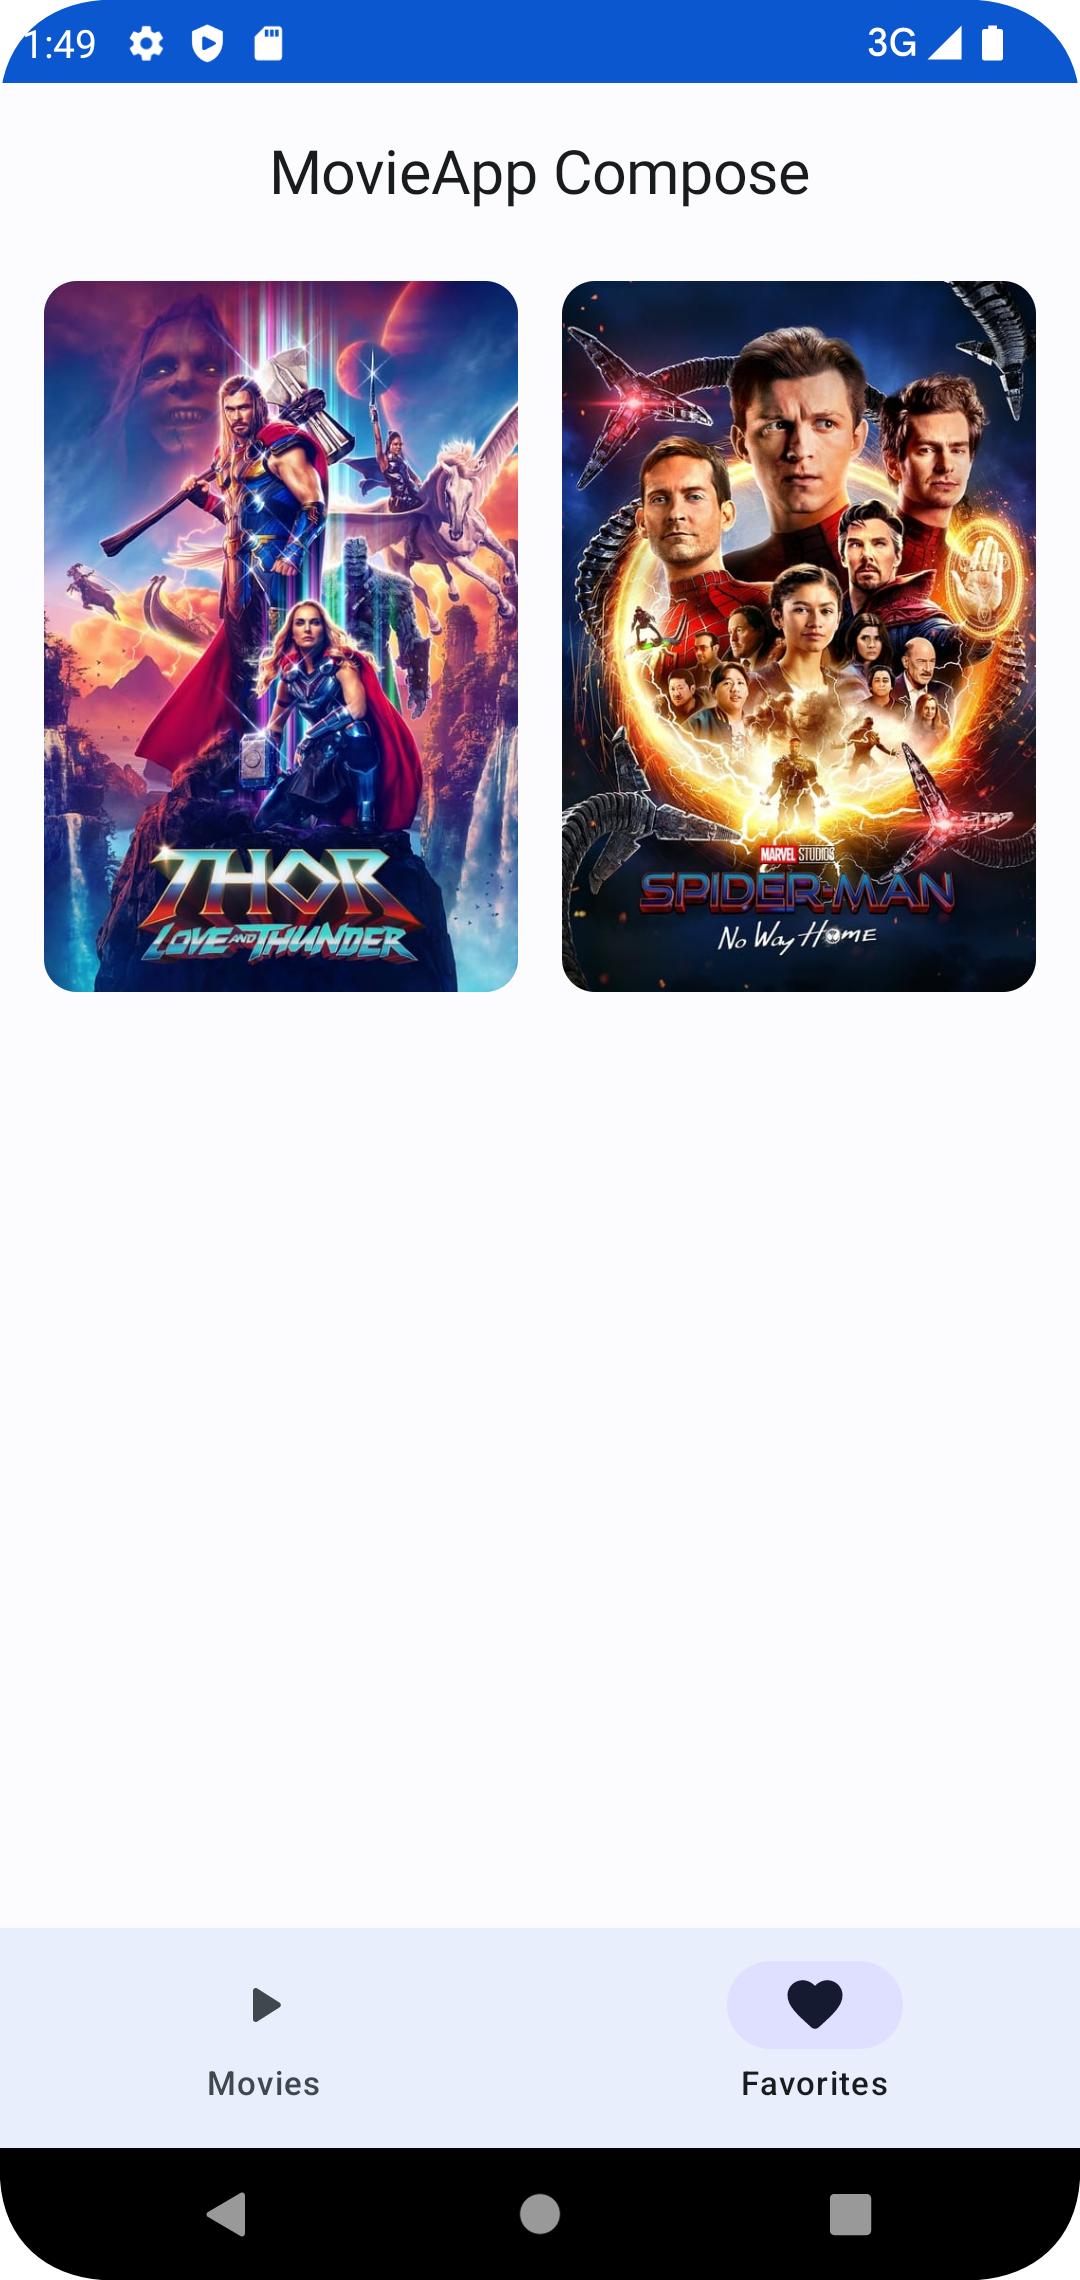 1:49 3G
MovieApp Compose
THOR
LOVE AND THUNDER
MARVEL STUDIOS
SPIDER-MAN
NO WAY HOME
Movies
Favorites